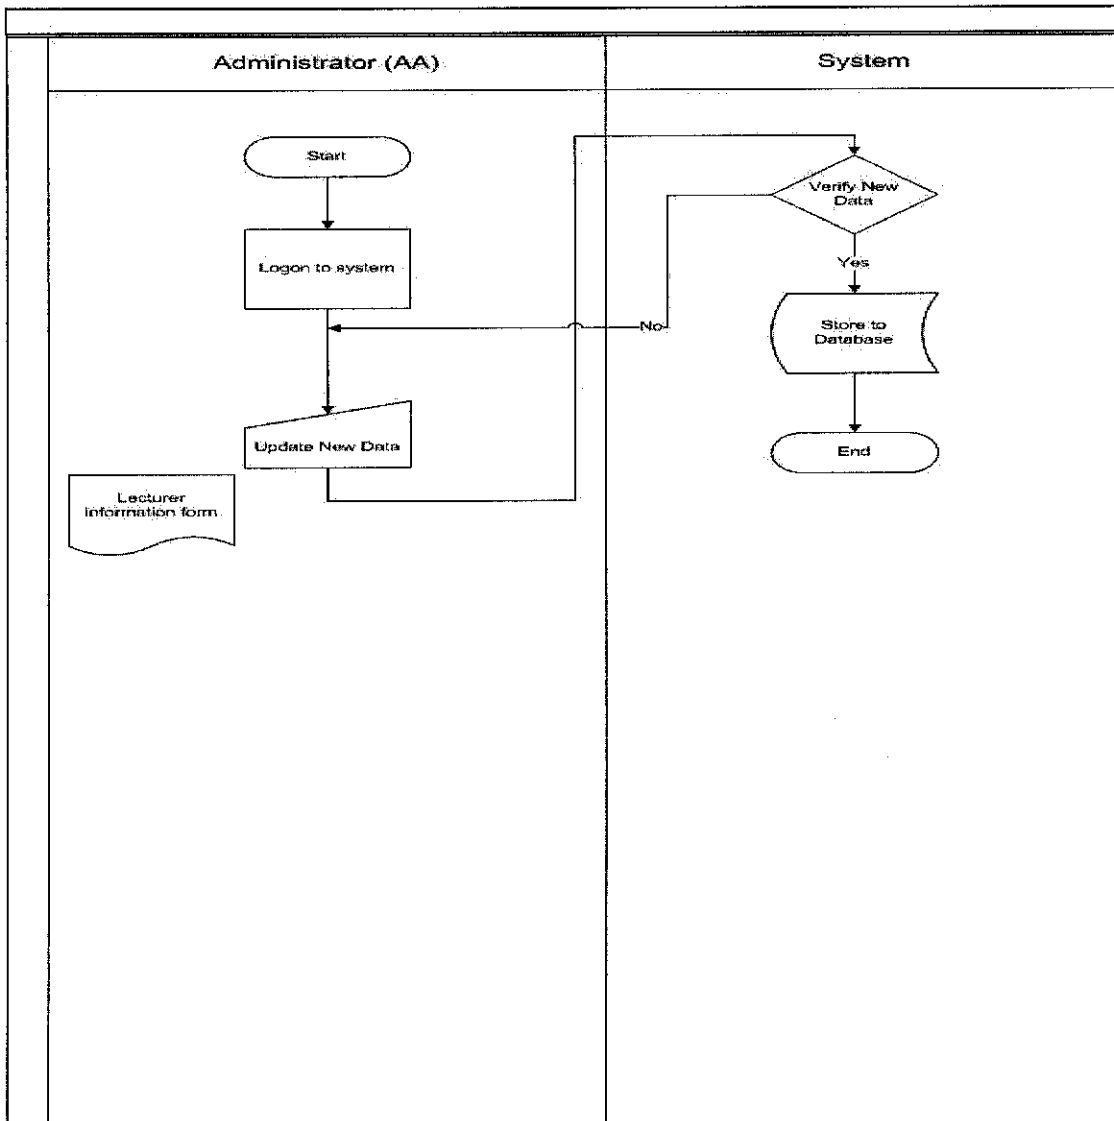 Administrator (AA)
System
Start
Logon to system
Update New Data
Lecturer
Information form
Verify New
Data
Yes
No
Store to
Database
End